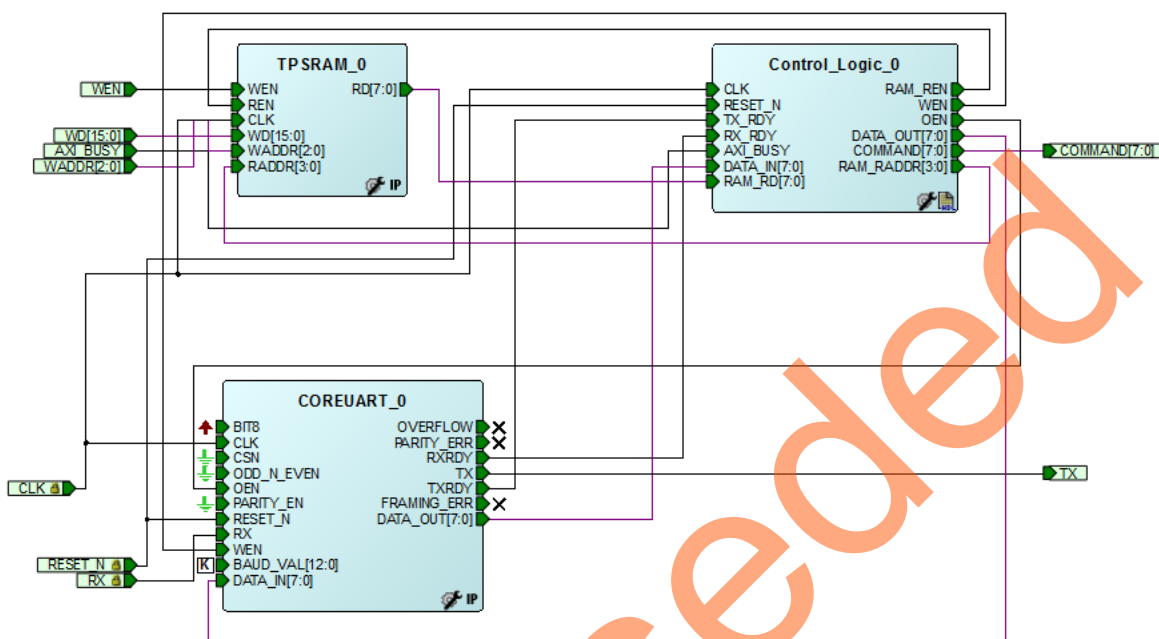 TPSRAM_0
WEN
REN
CLK
WD[15:0]
WADDR[2:0]
RADDR[3:0]
RD[7:0]
IP
Control_Logic_0
CLK
RESET_N
TX_RDY
RX_RDY
AXI_BUSY
DATA_IN[7:0]
RAM_RD[7:0]
RAM_REN
WEN
OEN
DATA_OUT[7:0]
COMMAND[7:0]
RAM_RADDR[3:0]
HDL
WEN
WD[15:0]
AXI_BUSY
WADDR[2:0]
COMMAND[7:0]
COREUART_0
BIT8
CLK
CSN
ODD_N_EVEN
OEN
PARITY_EN
RESET_N
RX
WEN
K
BAUD_VAL[12:0]
DATA_IN[7:0]
OVERFLOW
PARITY_ERR
RXRDY
TX
TXRDY
FRAMING_ERR
DATA_OUT[7:0]
IP
CLK
RESET_N
RX
TX
eded